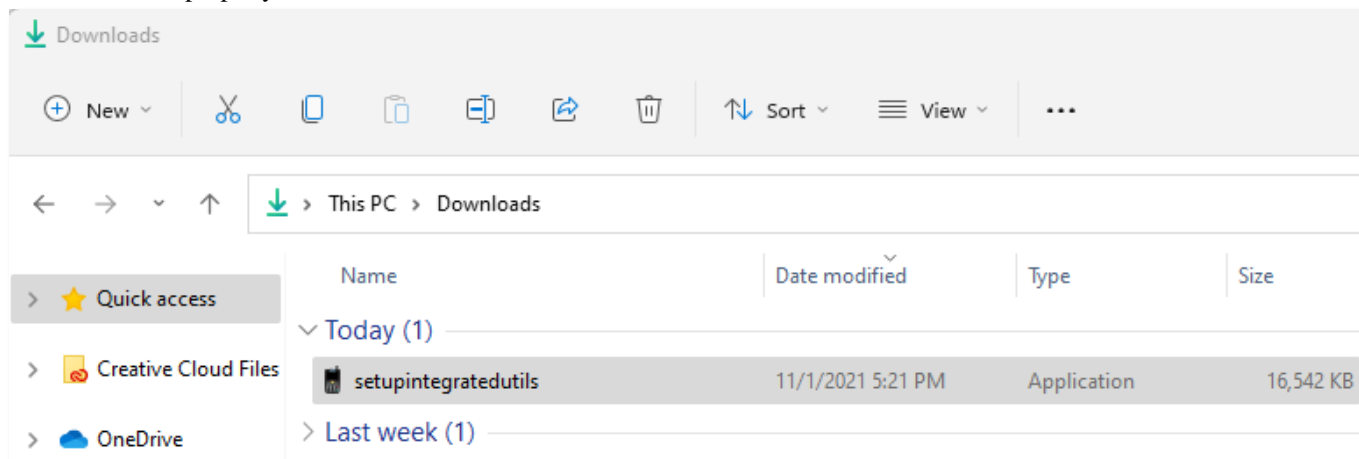 Downloads
New Sort View
This PC > Downloads
Name Date modified Type Size
Quick access
Today (1)
Creative Cloud Files
setupintegratedutils 11/1/2021 5:21 PM Application 16,542 KB
OneDrive
Last week (1)